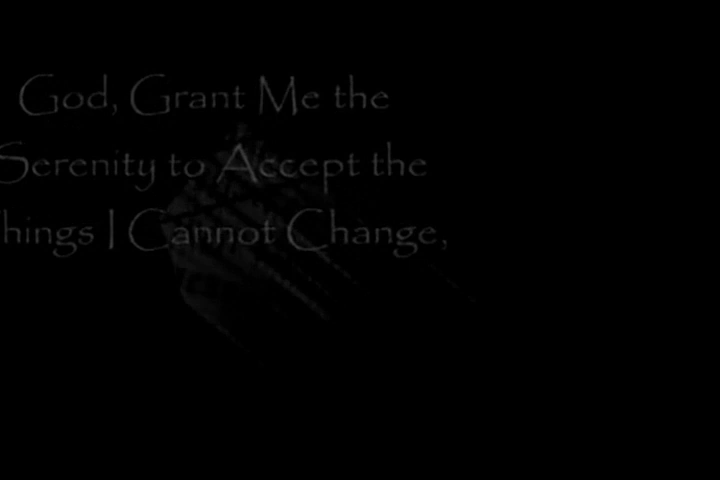 God, Grant Me the
Serenity to Accept the
hings I Cannot Change,